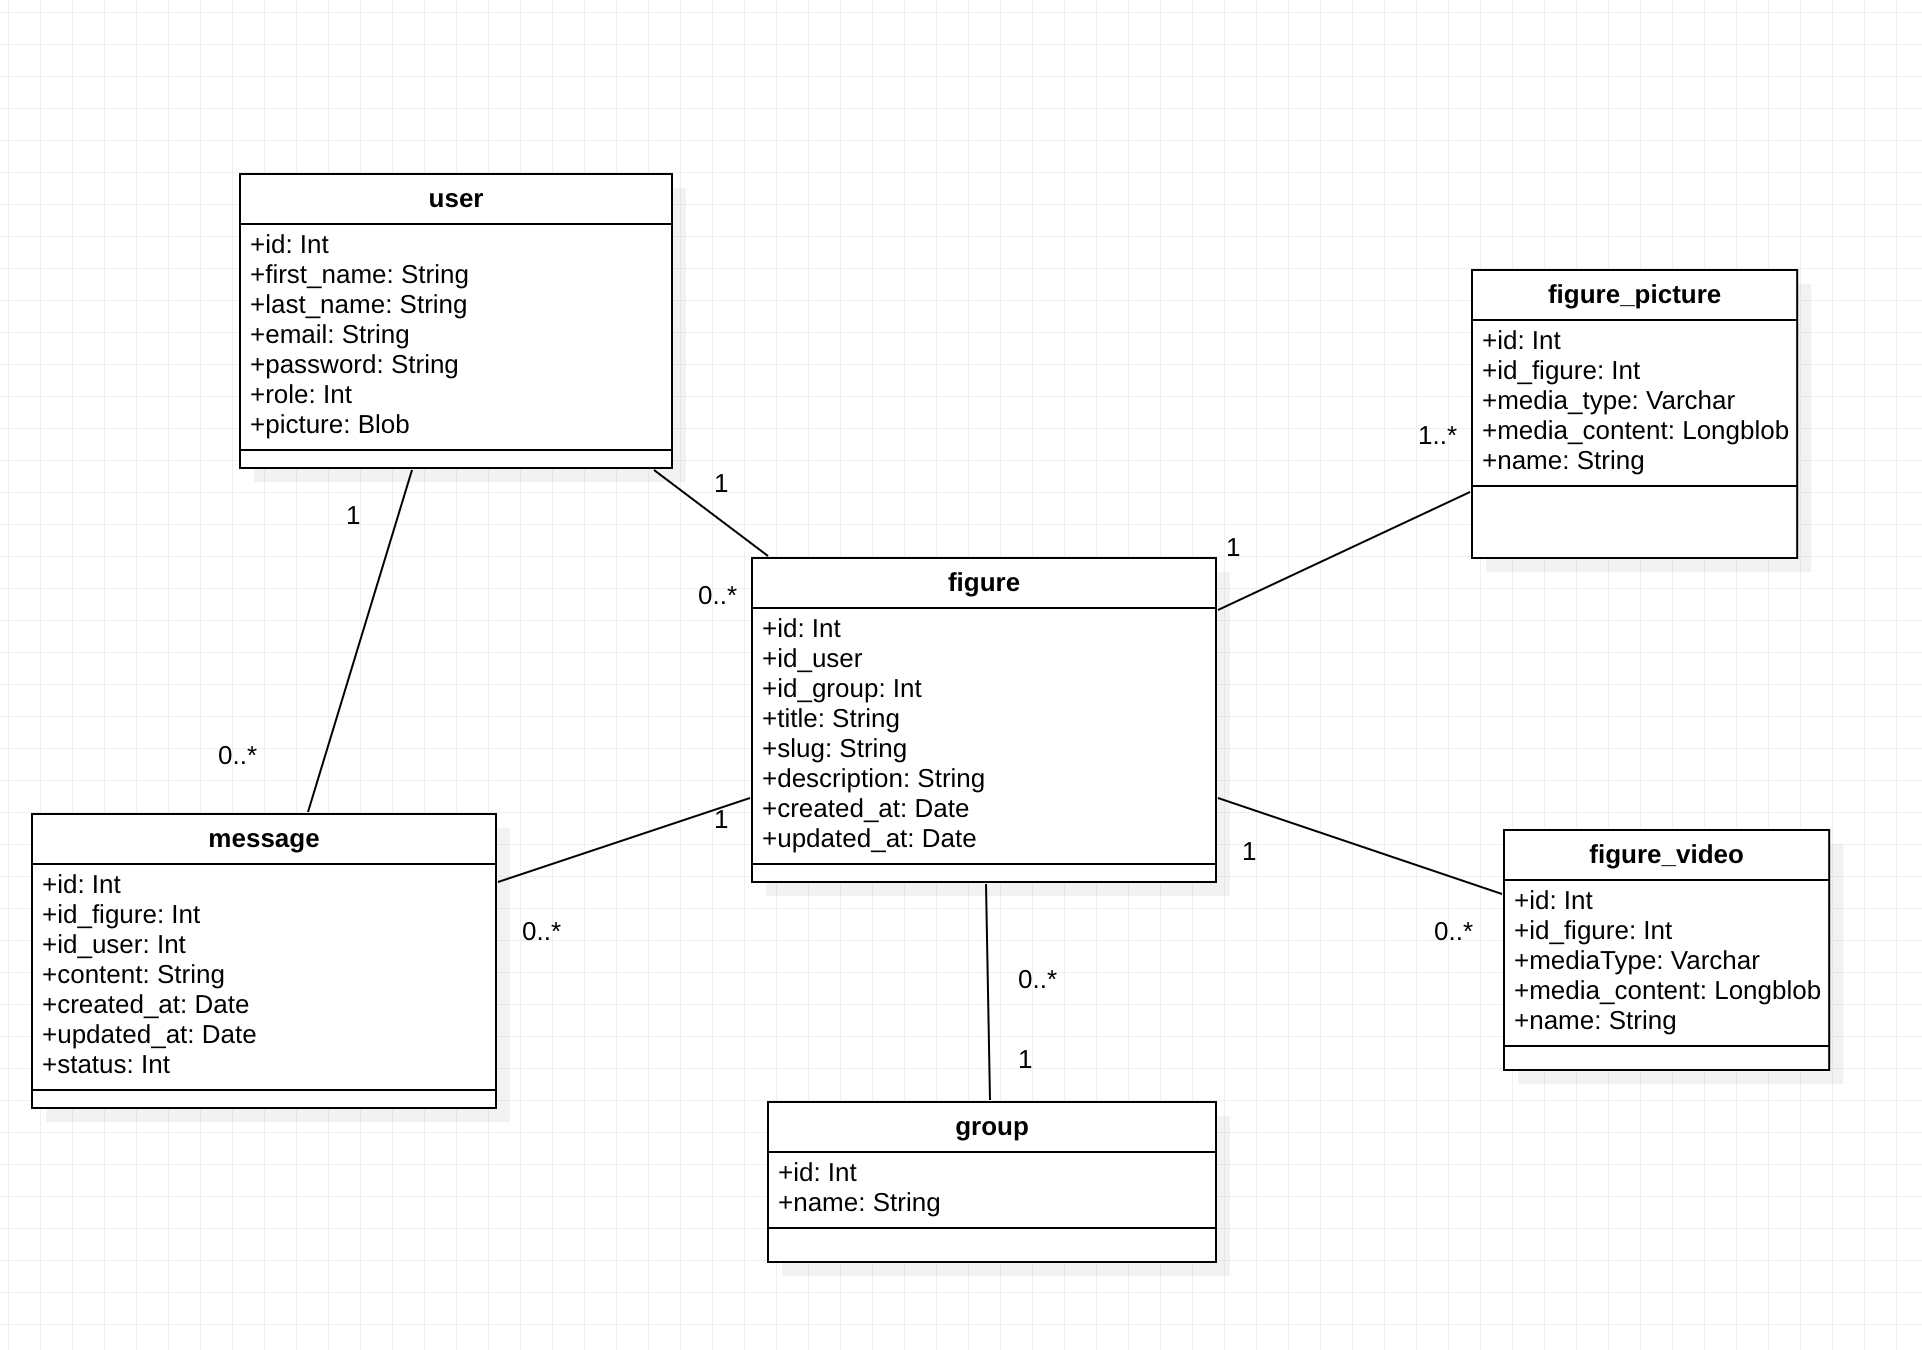 user
+id: Int
+first_name: String
+last_name: String
+email: String
+password: String
+role: Int
+picture: Blob
figure_picture
+id: Int
+id_figure: Int
+media_type: Varchar
+media_content: Longblob
+name: String
1..*
1
1
1
0..*
figure
+id: Int
+id_user
+id_group: Int
+title: String
+slug: String
+description: String
+created_at: Date
+updated_at: Date
0..*
1
0..*
message
+id: Int
+id_figure: Int
+id_user: Int
+content: String
+created_at: Date
+updated_at: Date
+status: Int
1
0..*
figure_video
+id: Int
+id_figure: Int
+mediaType: Varchar
+media_content: Longblob
+name: String
0..*
1
group
+id: Int
+name: String